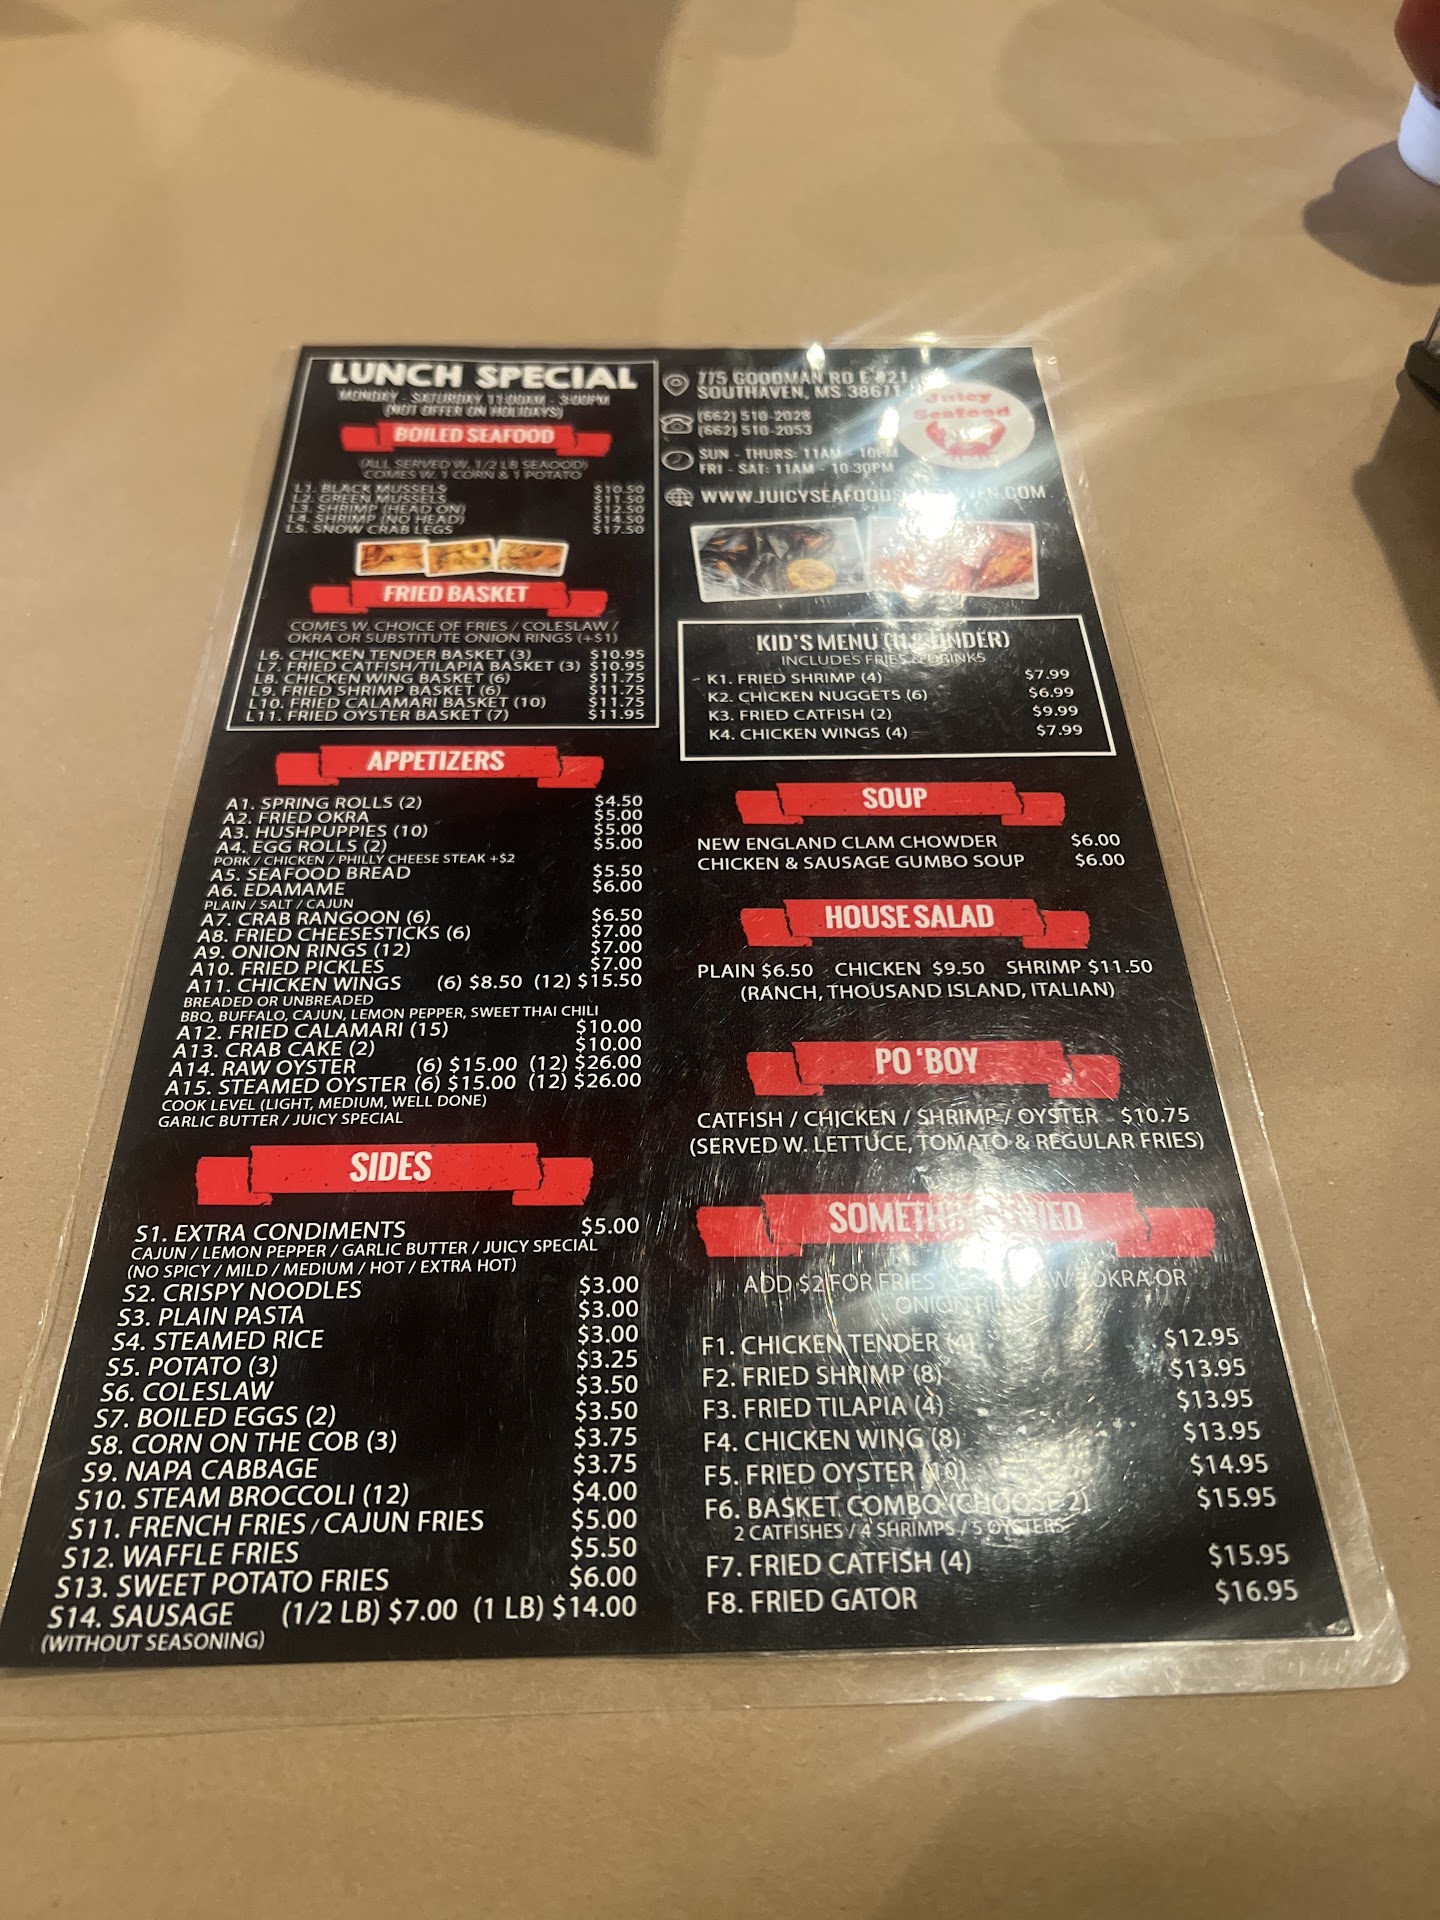 LUNCH SPECIAL
MONDAY - SATURDAY 11:00AM - 3:00PM
(NOT OFFER ON HOLIDAYS)
BOILED SEAFOOD
(ALL SERVED W. 1/2 LB SEAOOD)
COMES W. 1 CORN & 1 POTATO
L1. BLACK MUSSELS $10.50
L2. GREEN MUSSELS $11.50
L3. SHRIMP (HEAD ON) $12.50
L4. SHRIMP (NO HEAD) $14.50
L5. SNOW CRAB LEGS $17.50
FRIED BASKET
COMES W. CHOICE OF FRIES / COLESLAW /
OKRA OR SUBSTITUTE ONION RINGS (+$1)
L6. CHICKEN TENDER BASKET (3) $10.95
L7. FRIED CATFISH/TILAPIA BASKET (3) $10.95
L8. CHICKEN WING BASKET (6) $11.75
L9. FRIED SHRIMP BASKET (6) $11.75
L10. FRIED CALAMARI BASKET (10) $11.75
L11. FRIED OYSTER BASKET (7) $11.95
APPETIZERS
A1. SPRING ROLLS (2) $4.50
A2. FRIED OKRA $5.00
A3. HUSHPUPPIES (10) $5.00
A4. EGG ROLLS (2) $5.00
PORK / CHICKEN / PHILLY CHEESE STEAK +$2
A5. SEAFOOD BREAD $5.50
A6. EDAMAME $6.00
PLAIN / SALT / CAJUN
A7. CRAB RANGOON (6) $6.50
A8. FRIED CHEESESTICKS (6) $7.00
A9. ONION RINGS (12) $7.00
A10. FRIED PICKLES $7.00
A11. CHICKEN WINGS (6) $8.50 (12) $15.50
BREADED OR UNBREADED
BBQ, BUFFALO, CAJUN, LEMON PEPPER, SWEET THAI CHILI
A12. FRIED CALAMARI (15) $10.00
A13. CRAB CAKE (2) $10.00
A14. RAW OYSTER (6) $15.00 (12) $26.00
A15. STEAMED OYSTER (6) $15.00 (12) $26.00
COOK LEVEL (LIGHT, MEDIUM, WELL DONE)
GARLIC BUTTER / JUICY SPECIAL
SIDES
S1. EXTRA CONDIMENTS $5.00
CAJUN / LEMON PEPPER / GARLIC BUTTER / JUICY SPECIAL
(NO SPICY / MILD / MEDIUM / HOT / EXTRA HOT)
S2. CRISPY NOODLES $3.00
S3. PLAIN PASTA $3.00
S4. STEAMED RICE $3.00
S5. POTATO (3) $3.25
S6. COLESLAW $3.50
S7. BOILED EGGS (2) $3.50
S8. CORN ON THE COB (3) $3.75
S9. NAPA CABBAGE $3.75
S10. STEAM BROCCOLI (12) $4.00
S11. FRENCH FRIES / CAJUN FRIES $5.00
S12. WAFFLE FRIES $5.50
S13. SWEET POTATO FRIES $6.00
S14. SAUSAGE (1/2 LB) $7.00 (1 LB) $14.00
(WITHOUT SEASONING)
775 GOODMAN RD E #21
SOUTHAVEN, MS 38671
(662) 510-2028
(662) 510-2053
SUN - THURS: 11AM - 10PM
FRI - SAT: 11AM - 10:30PM
Juicy
Seafood
KID'S MENU
INCLUDES FRIES & DRINKS
K1. FRIED SHRIMP (4) $7.99
K2. CHICKEN NUGGETS (6) $6.99
K3. FRIED CATFISH (2) $9.99
K4. CHICKEN WINGS (4) $7.99
SOUP
NEW ENGLAND CLAM CHOWDER $6.00
CHICKEN & SAUSAGE GUMBO SOUP $6.00
HOUSE SALAD
PLAIN $6.50 CHICKEN $9.50 SHRIMP $11.50
(RANCH, THOUSAND ISLAND, ITALIAN)
PO 'BOY
CATFISH / CHICKEN / SHRIMP / OYSTER - $10.75
(SERVED W. LETTUCE, TOMATO & REGULAR FRIES)
SOMETHING FRIED
ADD $2 FOR FRIES OKRA OR
ONION RINGS
F1. CHICKEN TENDER (4) $12.95
F2. FRIED SHRIMP (8) $13.95
F3. FRIED TILAPIA (4) $13.95
F4. CHICKEN WING (8) $13.95
F5. FRIED OYSTER (10) $14.95
F6. BASKET COMBO (CHOOSE 2) $15.95
2 CATFISHES / 4 SHRIMPS / 5 OYSTERS
F7. FRIED CATFISH (4) $15.95
F8. FRIED GATOR $16.95